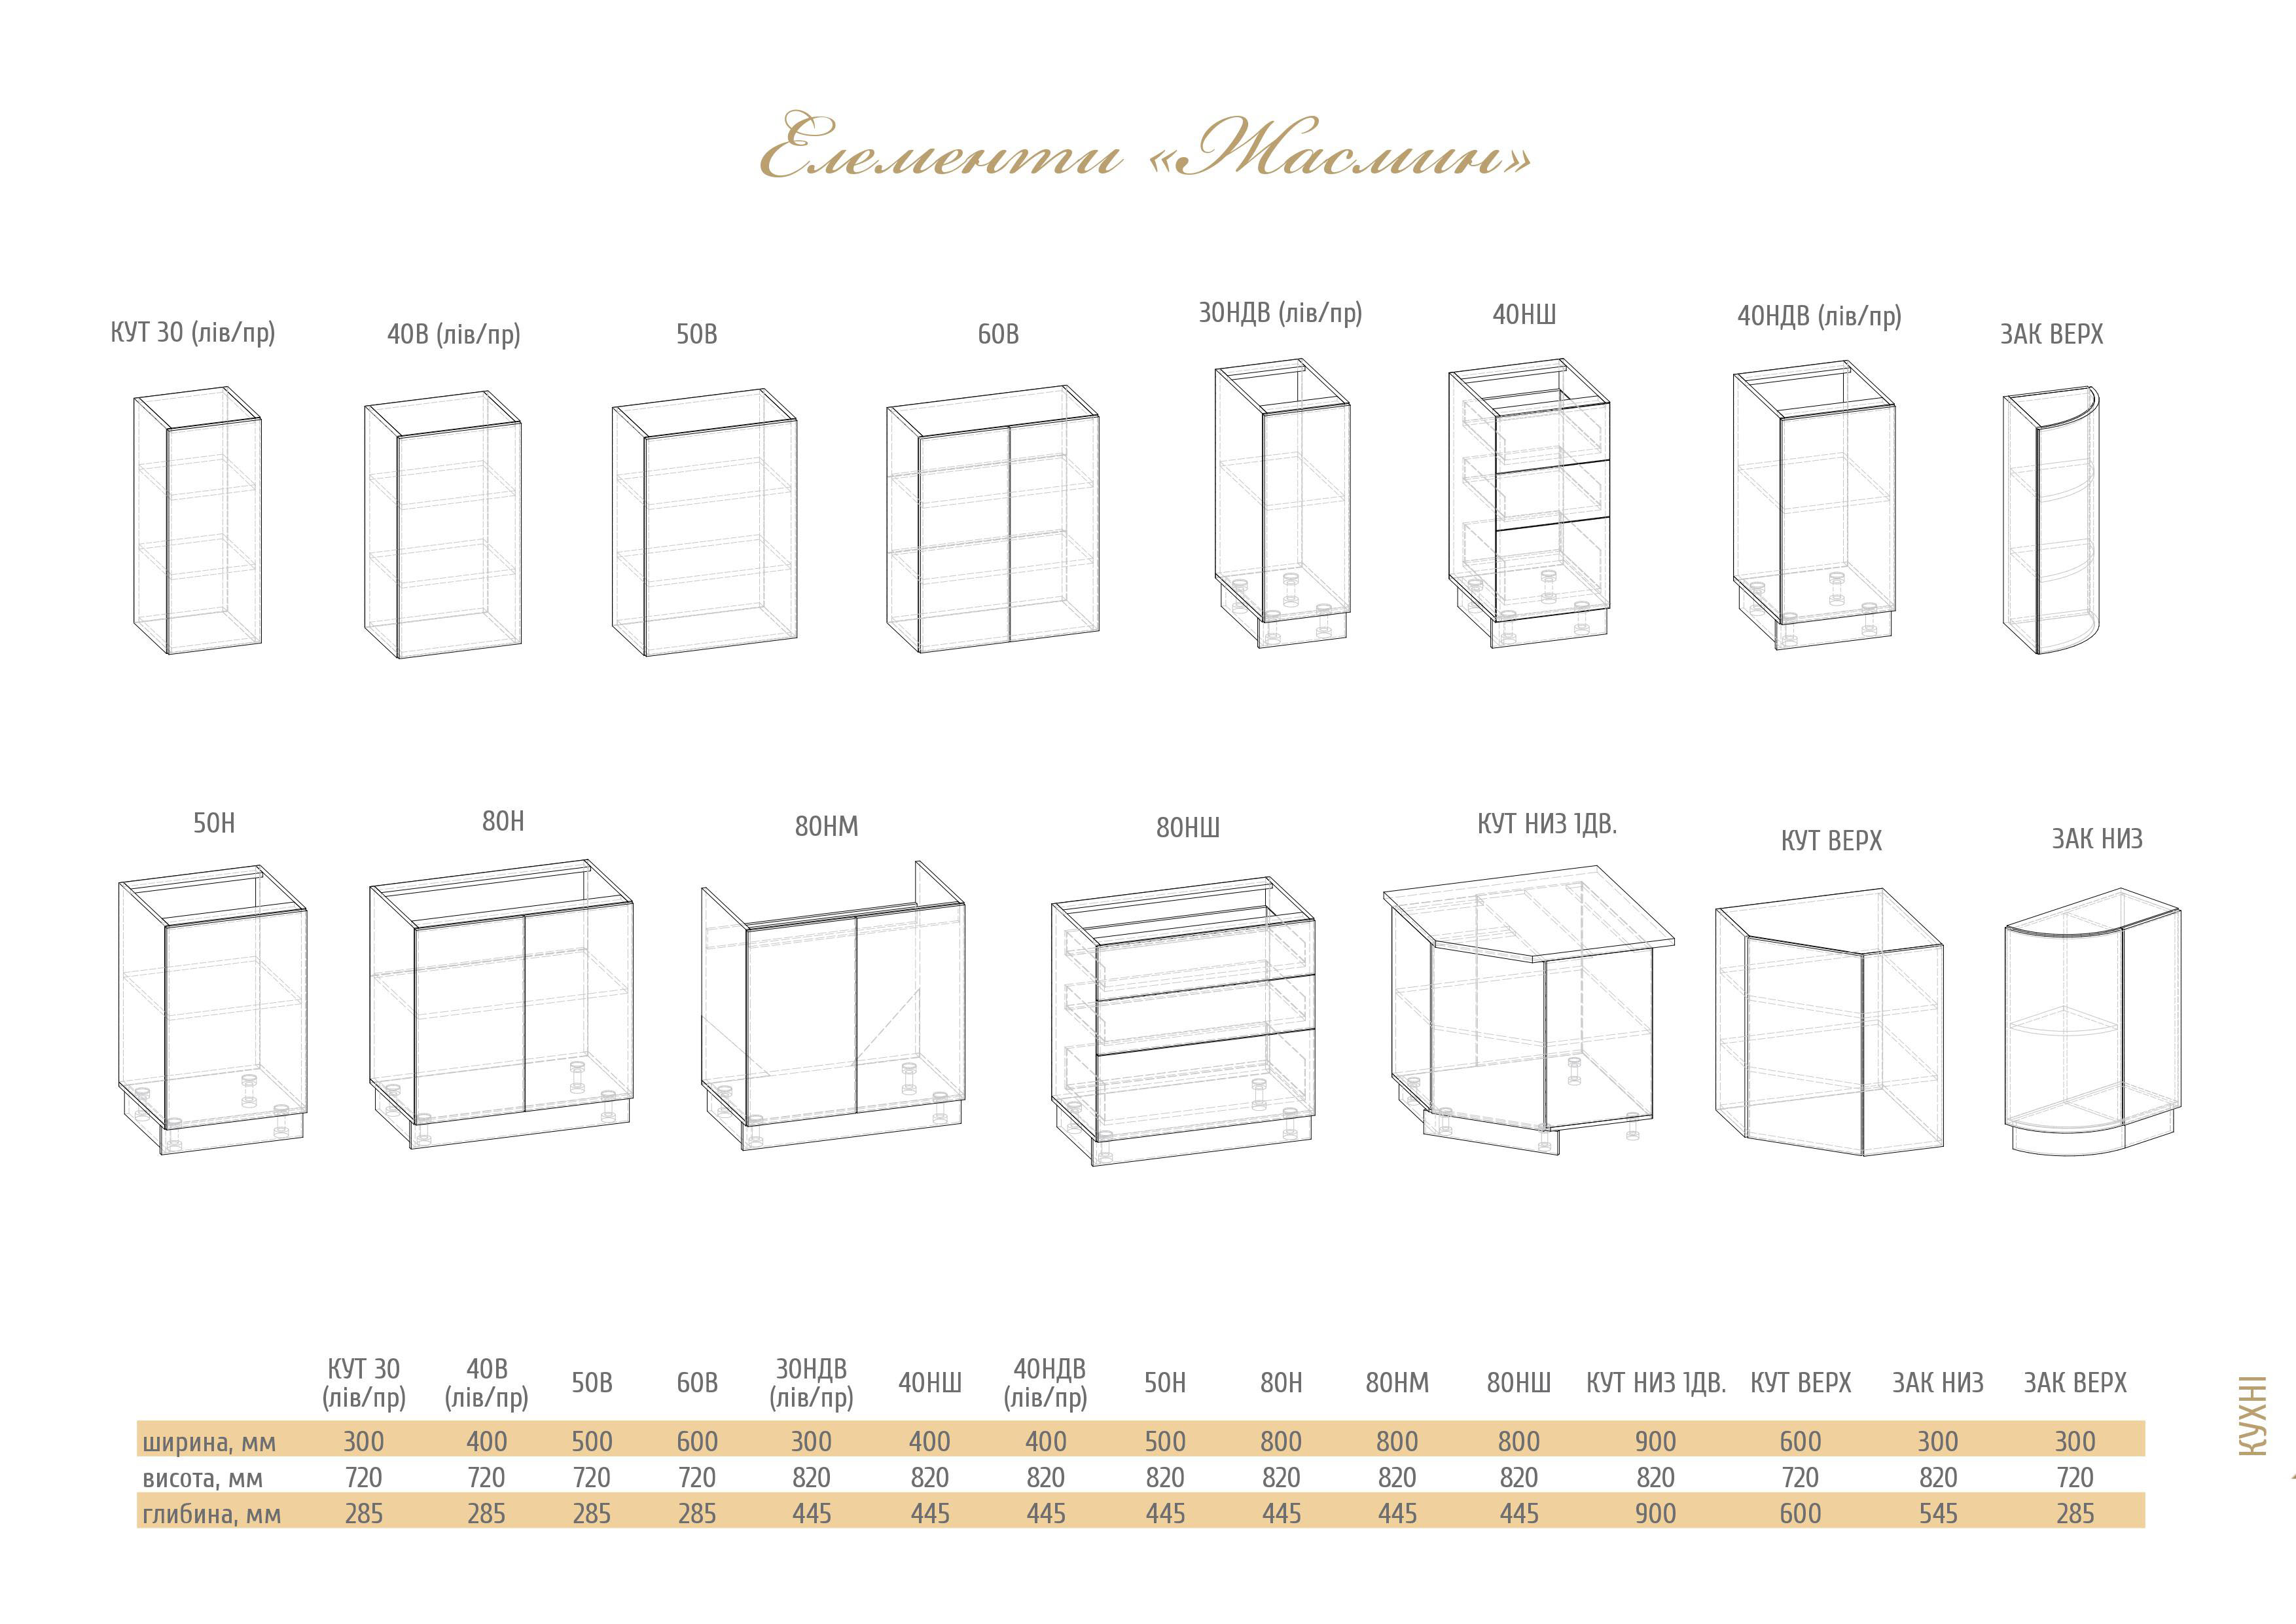 Елементи «Жасмин»
КУТ 30 (лів/пр)
40В (лів/пр)
50В
60В
30НДВ (лів/пр)
40НШ
40НДВ (лів/пр)
ЗАК ВЕРХ
50Н
80Н
80НМ
80НШ
КУТ НИЗ 1ДВ.
КУТ ВЕРХ
ЗАК НИЗ
КУТ 30 (лів/пр) 40В (лів/пр) 50В 60В 30НДВ (лів/пр) 40НШ 40НДВ (лів/пр) 50Н 80Н 80НМ 80НШ КУТ НИЗ 1ДВ. КУТ ВЕРХ ЗАК НИЗ ЗАК ВЕРХ
ширина, мм 300 400 500 600 300 400 400 500 800 800 800 900 600 300 300
висота, мм 720 720 720 720 820 820 820 820 820 820 820 820 720 820 720
глибина, мм 285 285 285 285 445 445 445 445 445 445 445 900 600 545 285
КУХНІ